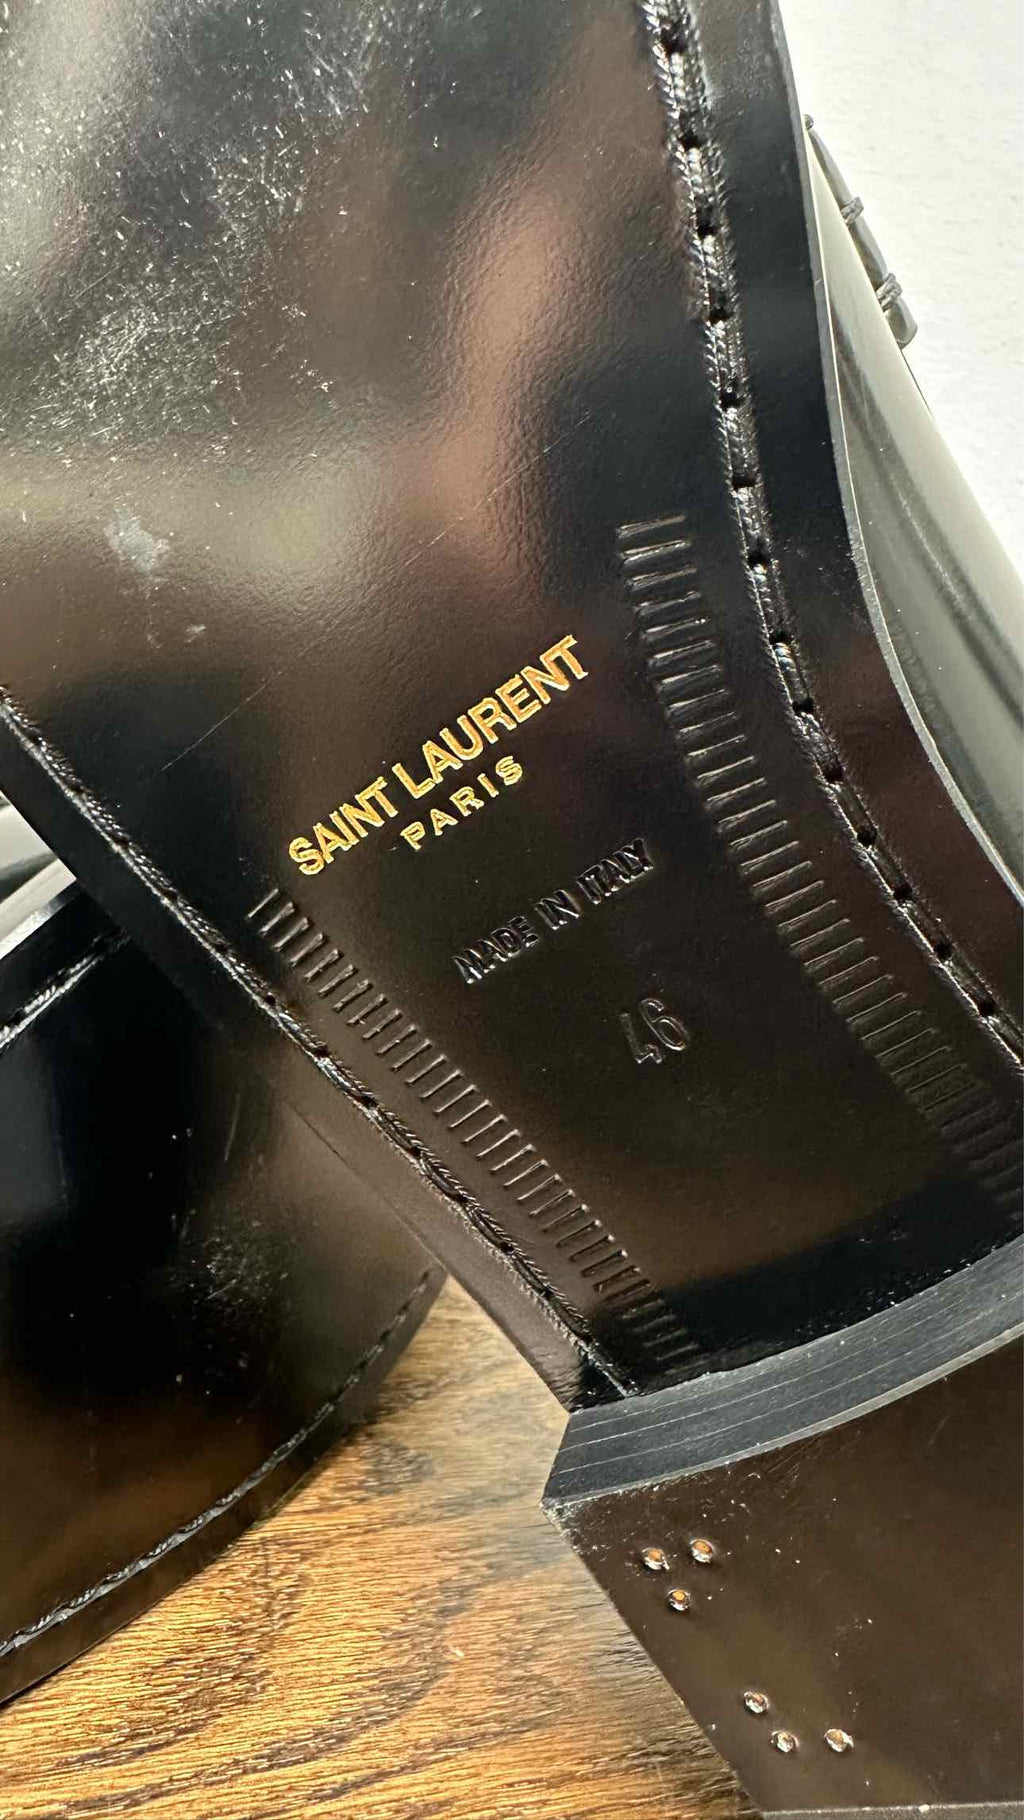 SAINT LAURENT
PARIS
MADE IN ITALY
46